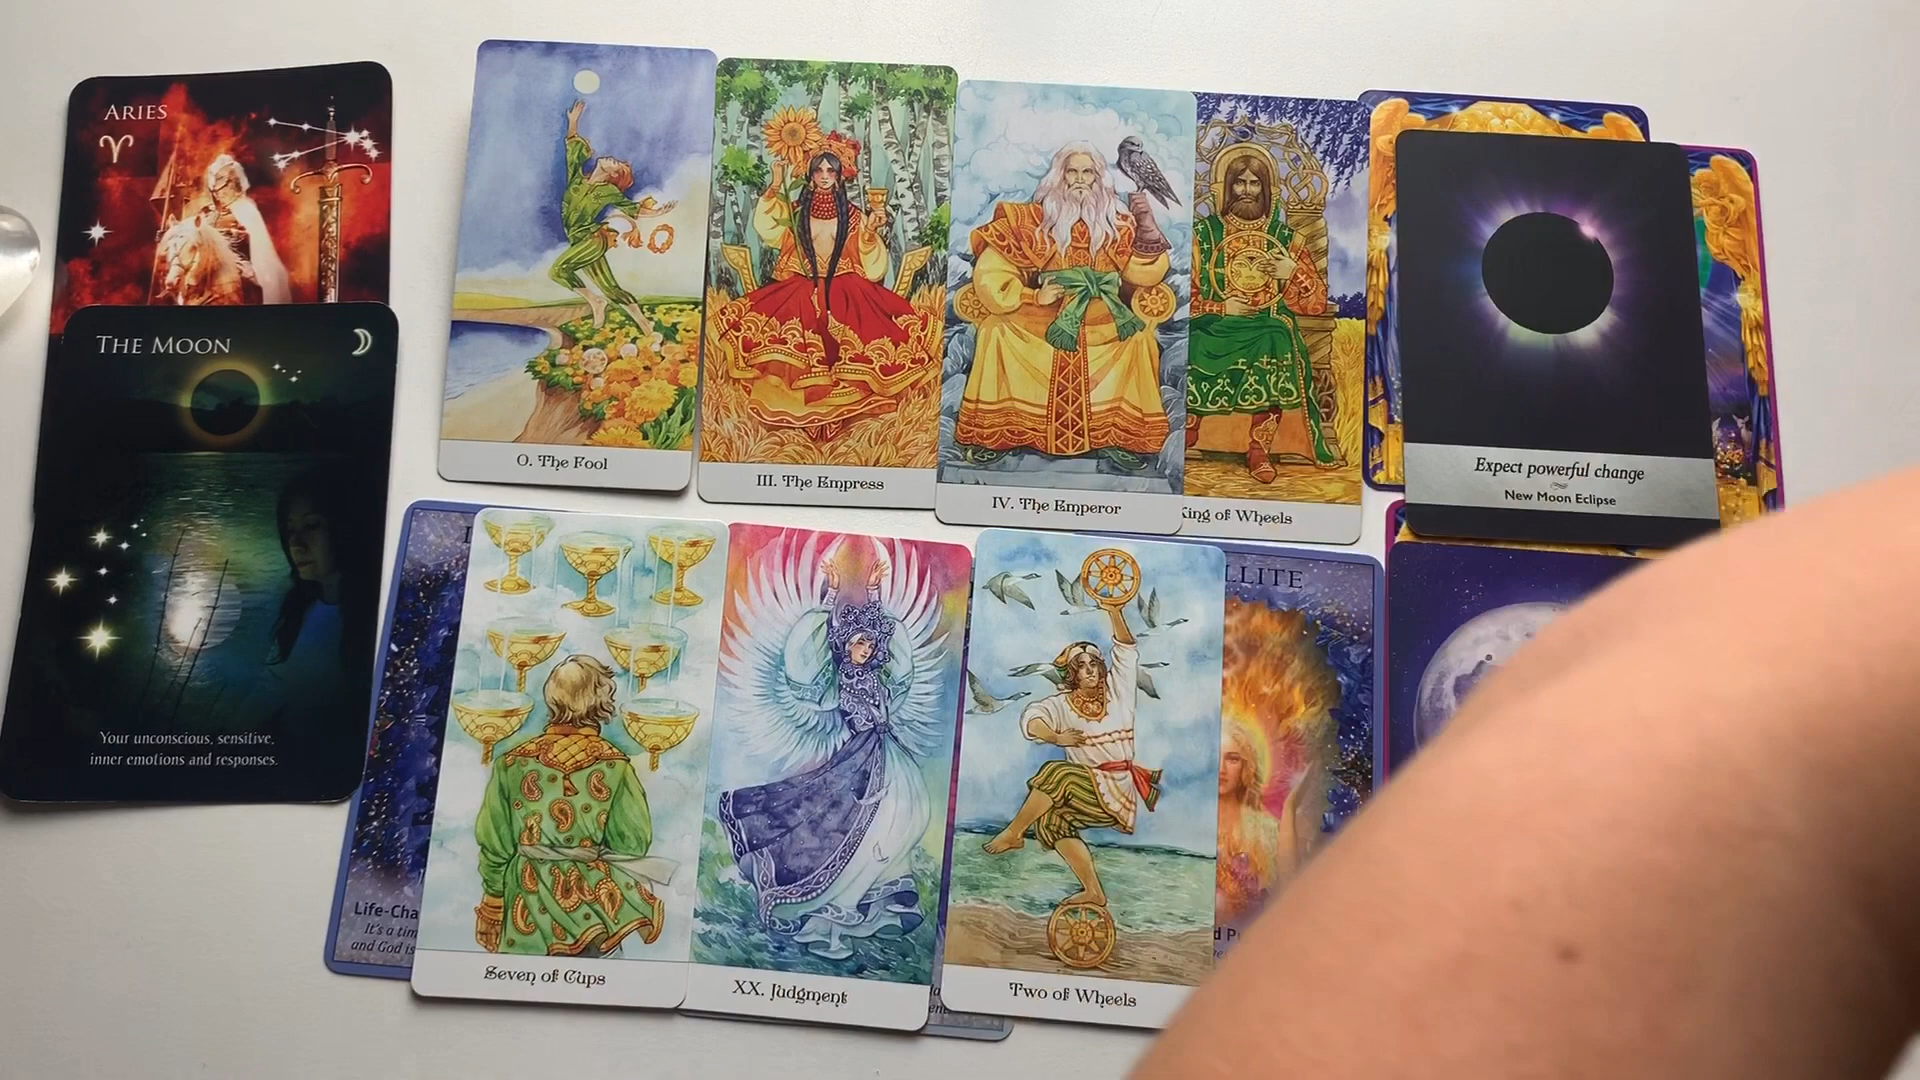 ARIES
THE MOON
Your unconscious, sensitive,
inner emotions and responses.
O. The Fool
III. The Empress
IV. The Emperor
King of Wheels
Expect powerful change
New Moon Eclipse
LLITE
Life-Cha
It's a tim
and God is
Seven of Cups
XX. Judgment
Two of Wheels